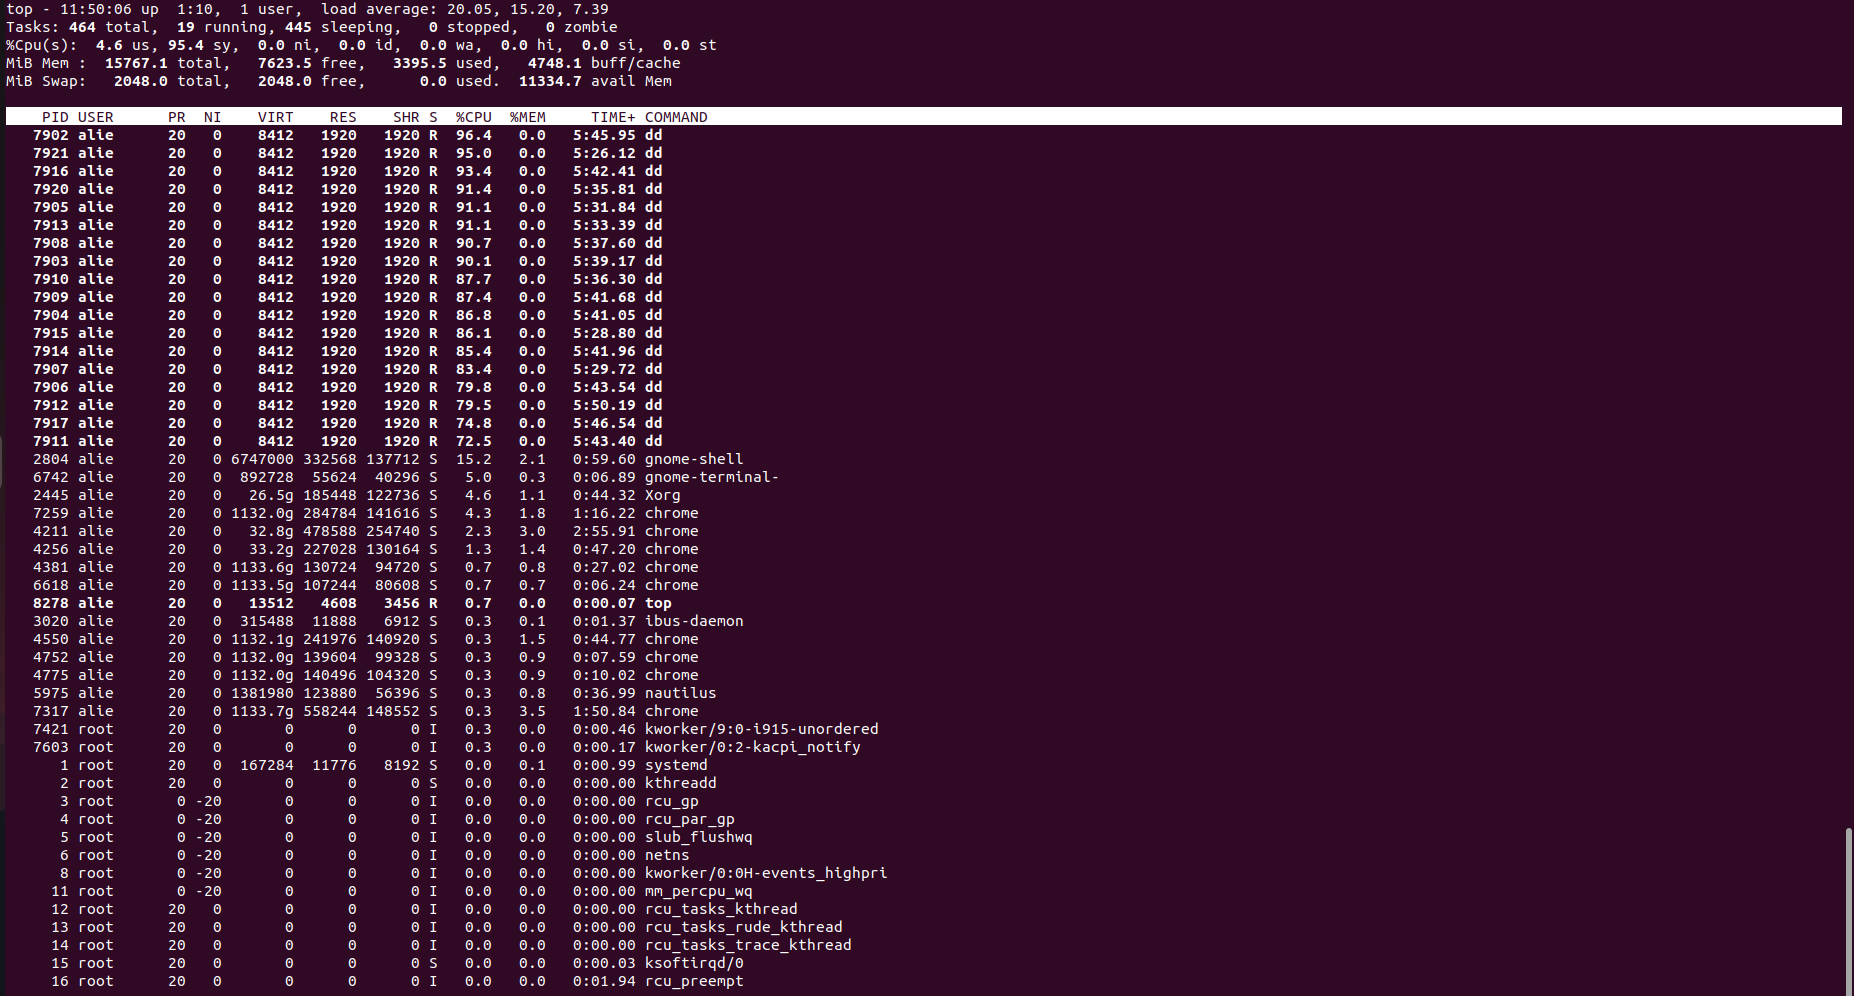 top - 11:50:06 up  1:10,  1 user,  load average: 20.05, 15.20, 7.39
Tasks: 464 total,  19 running, 445 sleeping,   0 stopped,   0 zombie
%Cpu(s):  4.6 us, 95.4 sy,  0.0 ni,  0.0 id,  0.0 wa,  0.0 hi,  0.0 si,  0.0 st
MiB Mem :  15767.1 total,   7623.5 free,   3395.5 used,   4748.1 buff/cache
MiB Swap:   2048.0 total,   2048.0 free,      0.0 used.  11334.7 avail Mem
PID USER      PR  NI    VIRT    RES    SHR S  %CPU  %MEM     TIME+ COMMAND
7902 alie      20   0    8412   1920   1920 R  96.4   0.0   5:45.95 dd
7921 alie      20   0    8412   1920   1920 R  95.0   0.0   5:26.12 dd
7916 alie      20   0    8412   1920   1920 R  93.4   0.0   5:42.41 dd
7920 alie      20   0    8412   1920   1920 R  91.4   0.0   5:35.81 dd
7905 alie      20   0    8412   1920   1920 R  91.1   0.0   5:31.84 dd
7913 alie      20   0    8412   1920   1920 R  91.1   0.0   5:33.39 dd
7908 alie      20   0    8412   1920   1920 R  90.7   0.0   5:37.60 dd
7903 alie      20   0    8412   1920   1920 R  90.1   0.0   5:39.17 dd
7910 alie      20   0    8412   1920   1920 R  87.7   0.0   5:36.30 dd
7909 alie      20   0    8412   1920   1920 R  87.4   0.0   5:41.68 dd
7904 alie      20   0    8412   1920   1920 R  86.8   0.0   5:41.05 dd
7915 alie      20   0    8412   1920   1920 R  86.1   0.0   5:28.80 dd
7914 alie      20   0    8412   1920   1920 R  85.4   0.0   5:41.96 dd
7907 alie      20   0    8412   1920   1920 R  83.4   0.0   5:29.72 dd
7906 alie      20   0    8412   1920   1920 R  79.8   0.0   5:43.54 dd
7912 alie      20   0    8412   1920   1920 R  79.5   0.0   5:50.19 dd
7917 alie      20   0    8412   1920   1920 R  74.8   0.0   5:46.54 dd
7911 alie      20   0    8412   1920   1920 R  72.5   0.0   5:43.40 dd
2804 alie      20   0 6747000 332568 137712 S  15.2   2.1   0:59.60 gnome-shell
6742 alie      20   0  892728  55624  40296 S   5.0   0.3   0:06.89 gnome-terminal-
2445 alie      20   0   26.5g 185448 122736 S   4.6   1.1   0:44.32 Xorg
7259 alie      20   0 1132.0g 284784 141616 S   4.3   1.8   1:16.22 chrome
4211 alie      20   0   32.8g 478588 254740 S   2.3   3.0   2:55.91 chrome
4256 alie      20   0   33.2g 227028 130164 S   1.3   1.4   0:47.20 chrome
4381 alie      20   0 1133.6g 130724  94720 S   0.7   0.8   0:27.02 chrome
6618 alie      20   0 1133.5g 107244  80608 S   0.7   0.7   0:06.24 chrome
8278 alie      20   0   13512   4608   3456 R   0.7   0.0   0:00.07 top
3020 alie      20   0  315488  11888   6912 S   0.3   0.1   0:01.37 ibus-daemon
4550 alie      20   0 1132.1g 241976 140920 S   0.3   1.5   0:44.77 chrome
4752 alie      20   0 1132.0g 139604  99328 S   0.3   0.9   0:07.59 chrome
4775 alie      20   0 1132.0g 140496 104320 S   0.3   0.9   0:10.02 chrome
5975 alie      20   0 1381980 123880  56396 S   0.3   0.8   0:36.99 nautilus
7317 alie      20   0 1133.7g 558244 148552 S   0.3   3.5   1:50.84 chrome
7421 root      20   0       0      0      0 I   0.3   0.0   0:00.46 kworker/9:0-i915-unordered
7603 root      20   0       0      0      0 I   0.3   0.0   0:00.17 kworker/0:2-kacpi_notify
1 root      20   0  167284  11776   8192 S   0.0   0.1   0:00.99 systemd
2 root      20   0       0      0      0 S   0.0   0.0   0:00.00 kthreadd
3 root       0 -20       0      0      0 I   0.0   0.0   0:00.00 rcu_gp
4 root       0 -20       0      0      0 I   0.0   0.0   0:00.00 rcu_par_gp
5 root       0 -20       0      0      0 I   0.0   0.0   0:00.00 slub_flushwq
6 root       0 -20       0      0      0 I   0.0   0.0   0:00.00 netns
8 root       0 -20       0      0      0 I   0.0   0.0   0:00.00 kworker/0:0H-events_highpri
11 root       0 -20       0      0      0 I   0.0   0.0   0:00.00 mm_percpu_wq
12 root      20   0       0      0      0 I   0.0   0.0   0:00.00 rcu_tasks_kthread
13 root      20   0       0      0      0 I   0.0   0.0   0:00.00 rcu_tasks_rude_kthread
14 root      20   0       0      0      0 I   0.0   0.0   0:00.00 rcu_tasks_trace_kthread
15 root      20   0       0      0      0 S   0.0   0.0   0:00.03 ksoftirqd/0
16 root      20   0       0      0      0 I   0.0   0.0   0:01.94 rcu_preempt